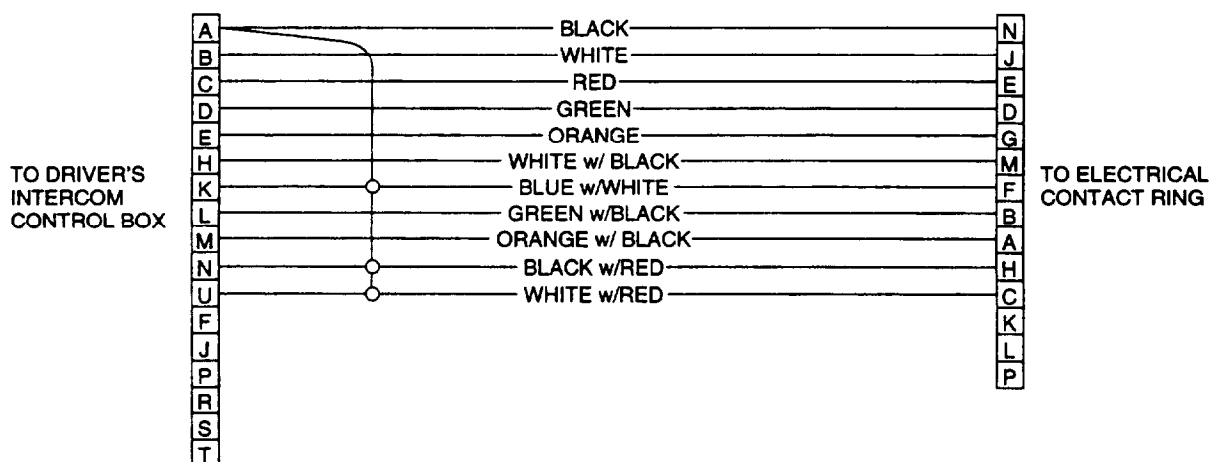 A BLACK N
B WHITE J
C RED E
D GREEN D
E ORANGE G
H WHITE w/ BLACK M
K BLUE w/WHITE F
L GREEN w/BLACK B
M ORANGE w/ BLACK A
N BLACK w/RED H
U WHITE w/RED C
F K
J L
P P
R
S
T
TO DRIVER'S
INTERCOM
CONTROL BOX
TO ELECTRICAL
CONTACT RING